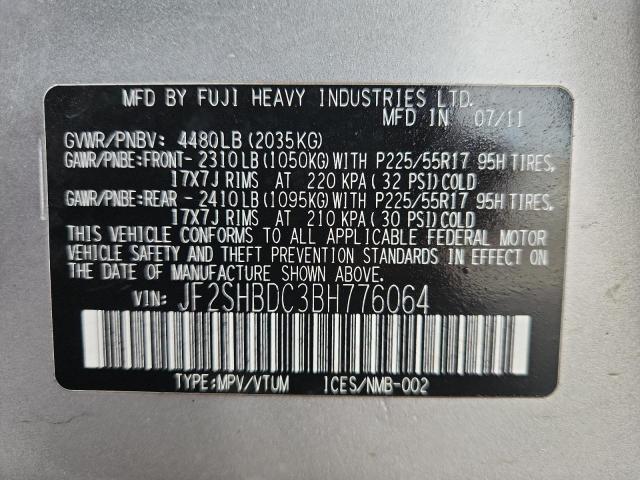 MFD BY FUJI HEAVY INDUSTRIES LTD.
MFD IN 07/11
GVWR/PNBV: 4480LB (2035KG)
GAWR/PNBE:FRONT- 2310LB (1050KG) WITH P225/55R17 95H TIRES,
17X7J RIMS AT 220 KPA ( 32 PSI) COLD
GAWR/PNBE:REAR - 2410LB (1095KG) WITH P225/55R17 95H TIRES,
17X7J RIMS AT 210 KPA ( 30 PSI) COLD
THIS VEHICLE CONFORMS TO ALL APPLICABLE FEDERAL MOTOR
VEHICLE SAFETY AND THEFT PREVENTION STANDARDS IN EFFECT
ON THE DATE OF MANUFACTURE SHOWN ABOVE.
VIN: JF2SHBDC3BH776064
TYPE:MPV/VTUM ICES/NMB-002